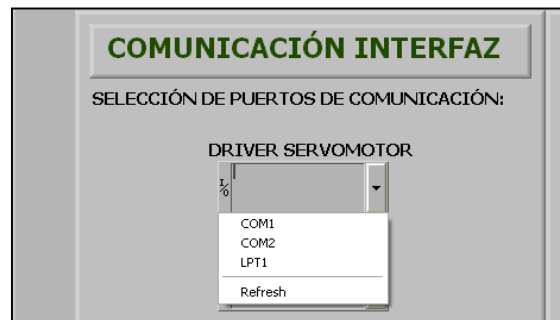 COMUNICACIÓN INTERFAZ
SELECCIÓN DE PUERTOS DE COMUNICACIÓN:
DRIVER SERVOMOTOR
I/O
COM1
COM2
LPT1
Refresh